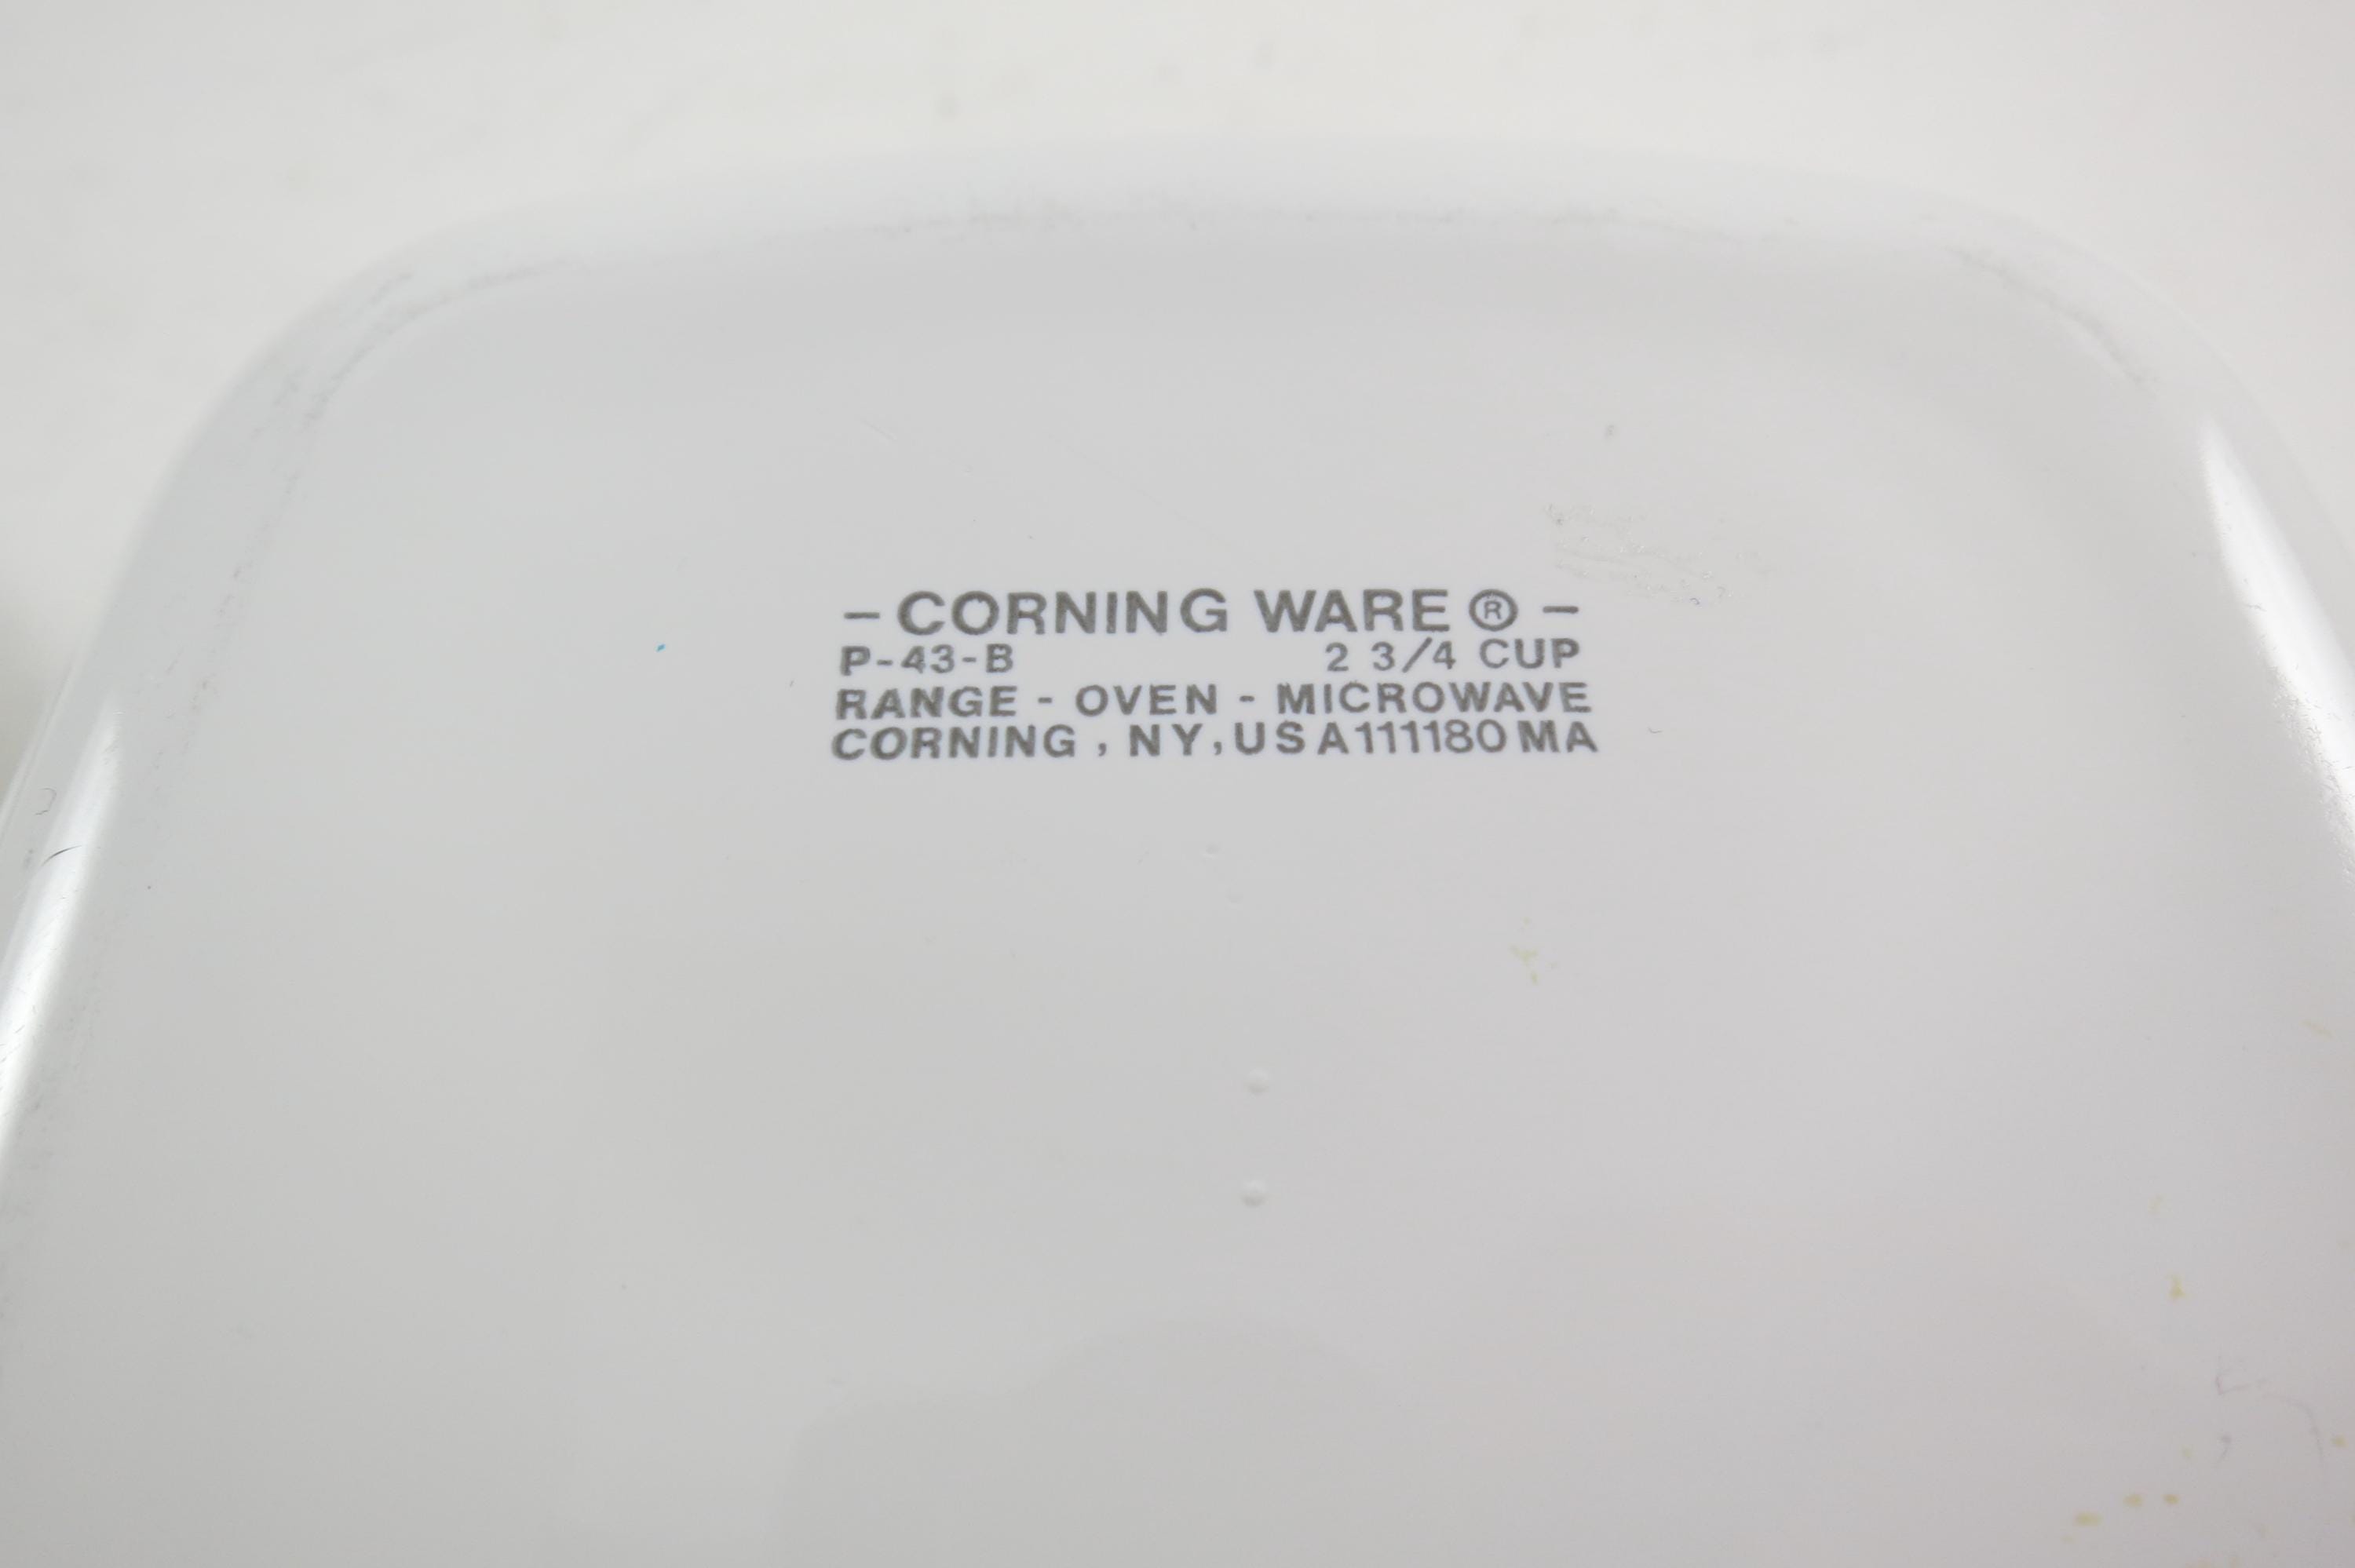 - CORNING WARE ® -
P-43-B 2 3/4 CUP
RANGE - OVEN - MICROWAVE
CORNING , NY, USA111180 MA